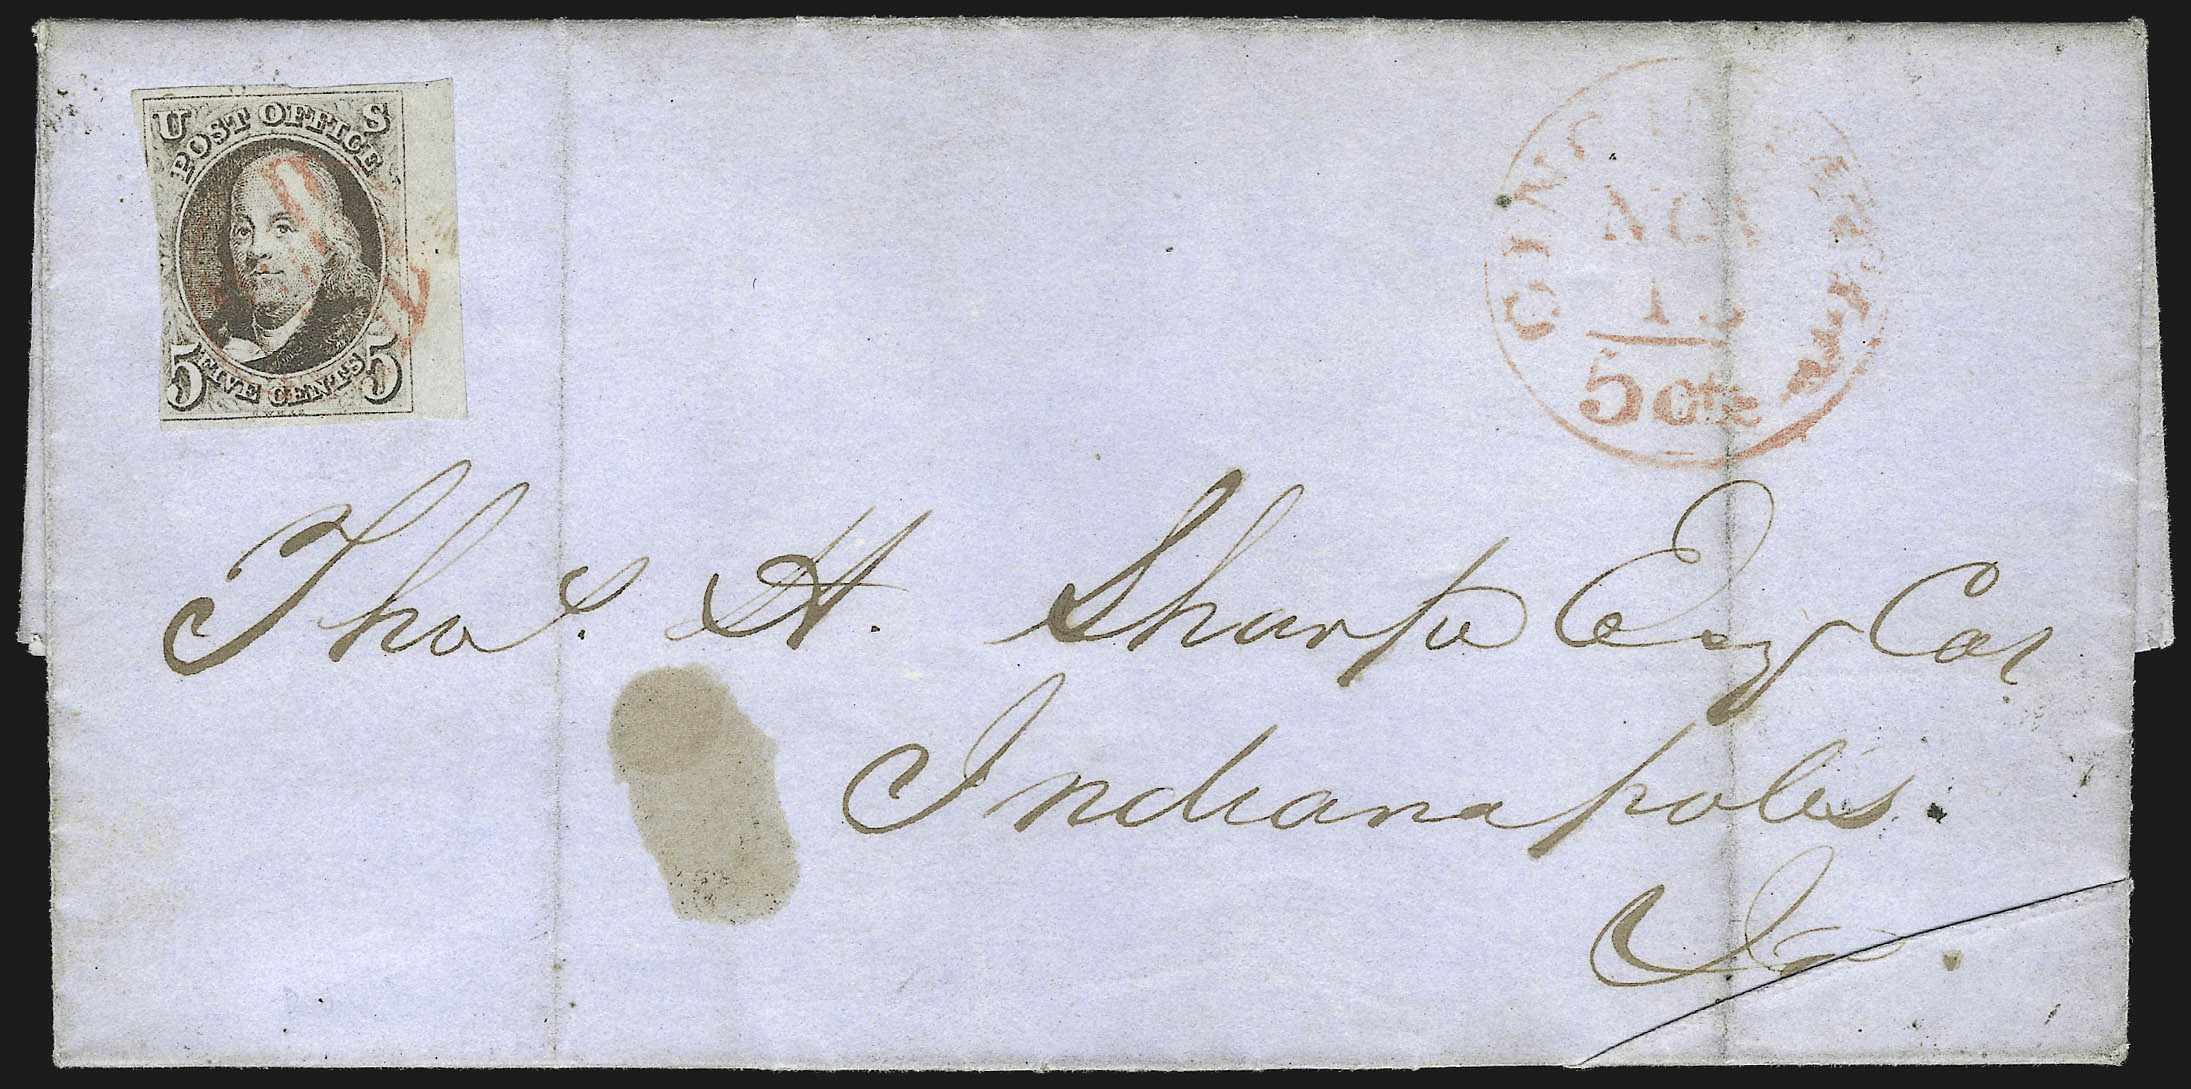 U S
POST OFFICE
5 FIVE CENTS 5
NOV
5 cts
Thos. H. Sharpe Esq Cas
Indianapolis.
Ia.